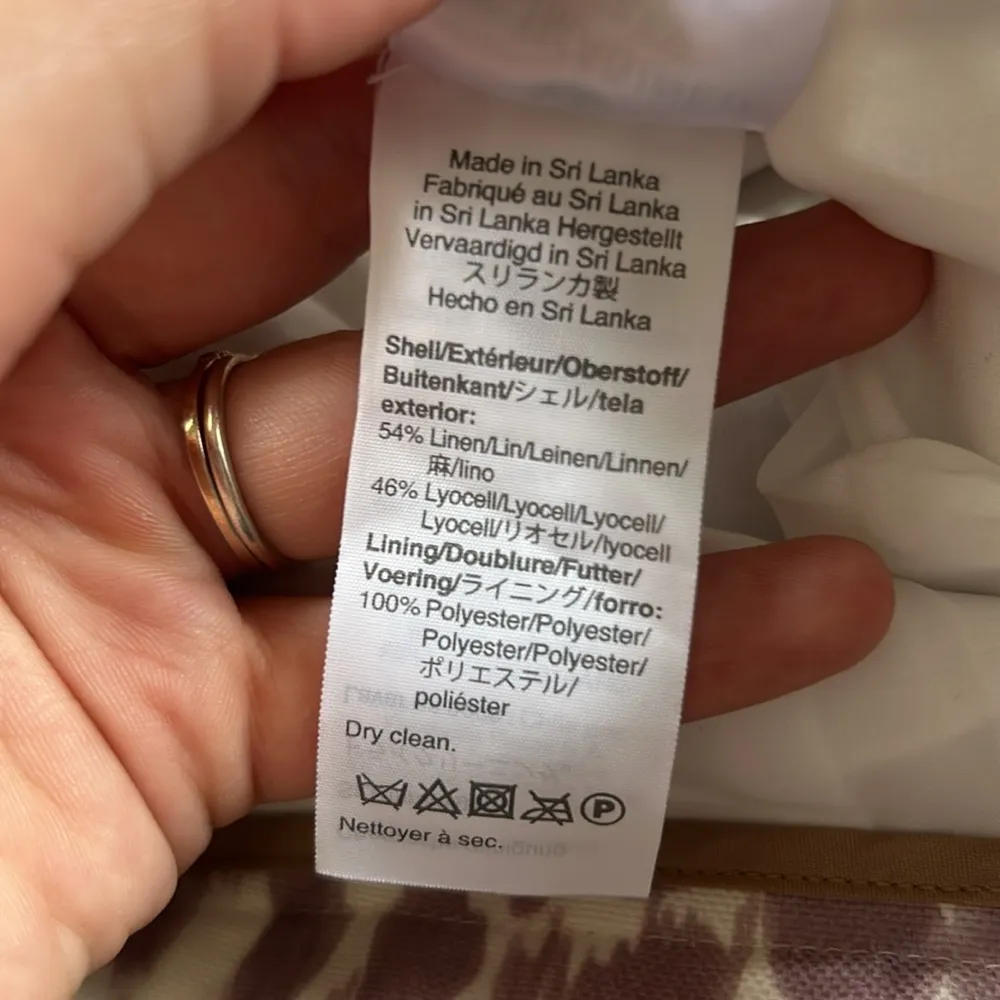 Made in Sri Lanka
Fabriqué au Sri Lanka
in Sri Lanka Hergestellt
Vervaardigd in Sri Lanka
スリランカ製
Hecho en Sri Lanka
Shell/Extérieur/Oberstoff/
Buitenkant/シェル/tela
exterior:
54% Linen/Lin/Leinen/Linnen/
麻/lino
46% Lyocell/Lyocell/Lyocell/
Lyocell/リオセル/lyocell
Lining/Doublure/Futter/
Voering/ライニング/forro:
100% Polyester/Polyester/
Polyester/Polyester/
ポリエステル/
poliéster
Dry clean.
P
Nettoyer à sec.